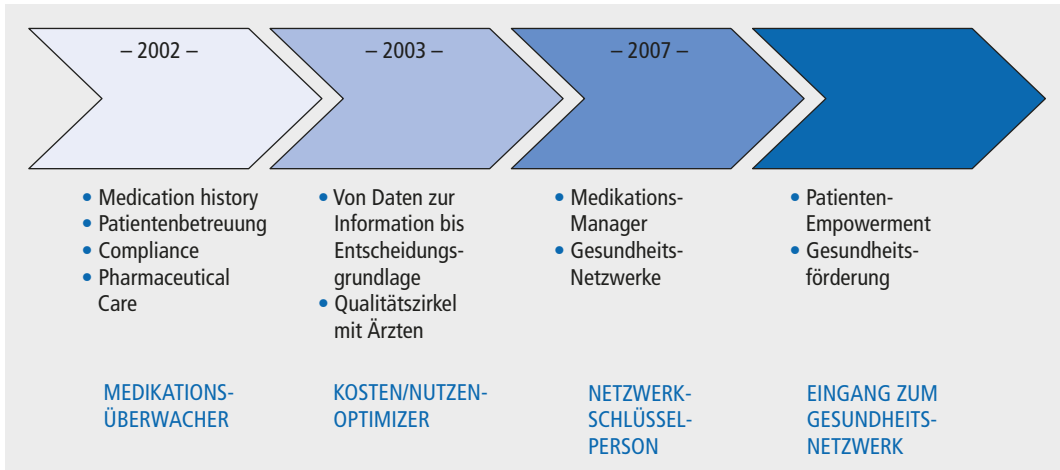 – 2002 –
– 2003 –
– 2007 –
• Medication history
• Patientenbetreuung
• Compliance
• Pharmaceutical
Care
• Von Daten zur
Information bis
Entscheidungs-
grundlage
• Qualitätszirkel
mit Ärzten
• Medikations-
Manager
• Gesundheits-
Netzwerke
• Patienten-
Empowerment
• Gesundheits-
förderung
MEDIKATIONS-
ÜBERWACHER
KOSTEN/NUTZEN-
OPTIMIZER
NETZWERK-
SCHLÜSSEL-
PERSON
EINGANG ZUM
GESUNDHEITS-
NETZWERK